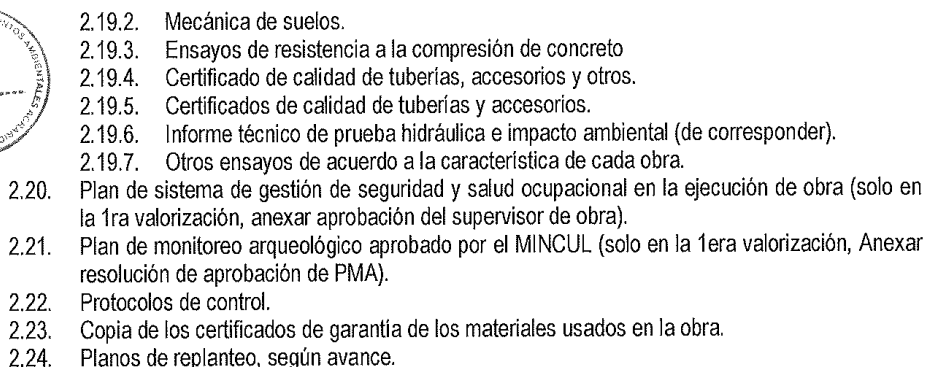 2.19.2. Mecánica de suelos.
2.19.3. Ensayos de resistencia a la compresión de concreto
2.19.4. Certificado de calidad de tuberías, accesorios y otros.
2.19.5. Certificados de calidad de tuberías y accesorios.
2.19.6. Informe técnico de prueba hidráulica e impacto ambiental (de corresponder).
2.19.7. Otros ensayos de acuerdo a la característica de cada obra.
2.20. Plan de sistema de gestión de seguridad y salud ocupacional en la ejecución de obra (solo en
la 1ra valorización, anexar aprobación del supervisor de obra).
2.21. Plan de monitoreo arqueológico aprobado por el MINCUL (solo en la 1era valorización, Anexar
resolución de aprobación de PMA).
2.22. Protocolos de control.
2.23. Copia de los certificados de garantía de los materiales usados en la obra.
2.24. Planos de replanteo, según avance.
AMBIENTALES